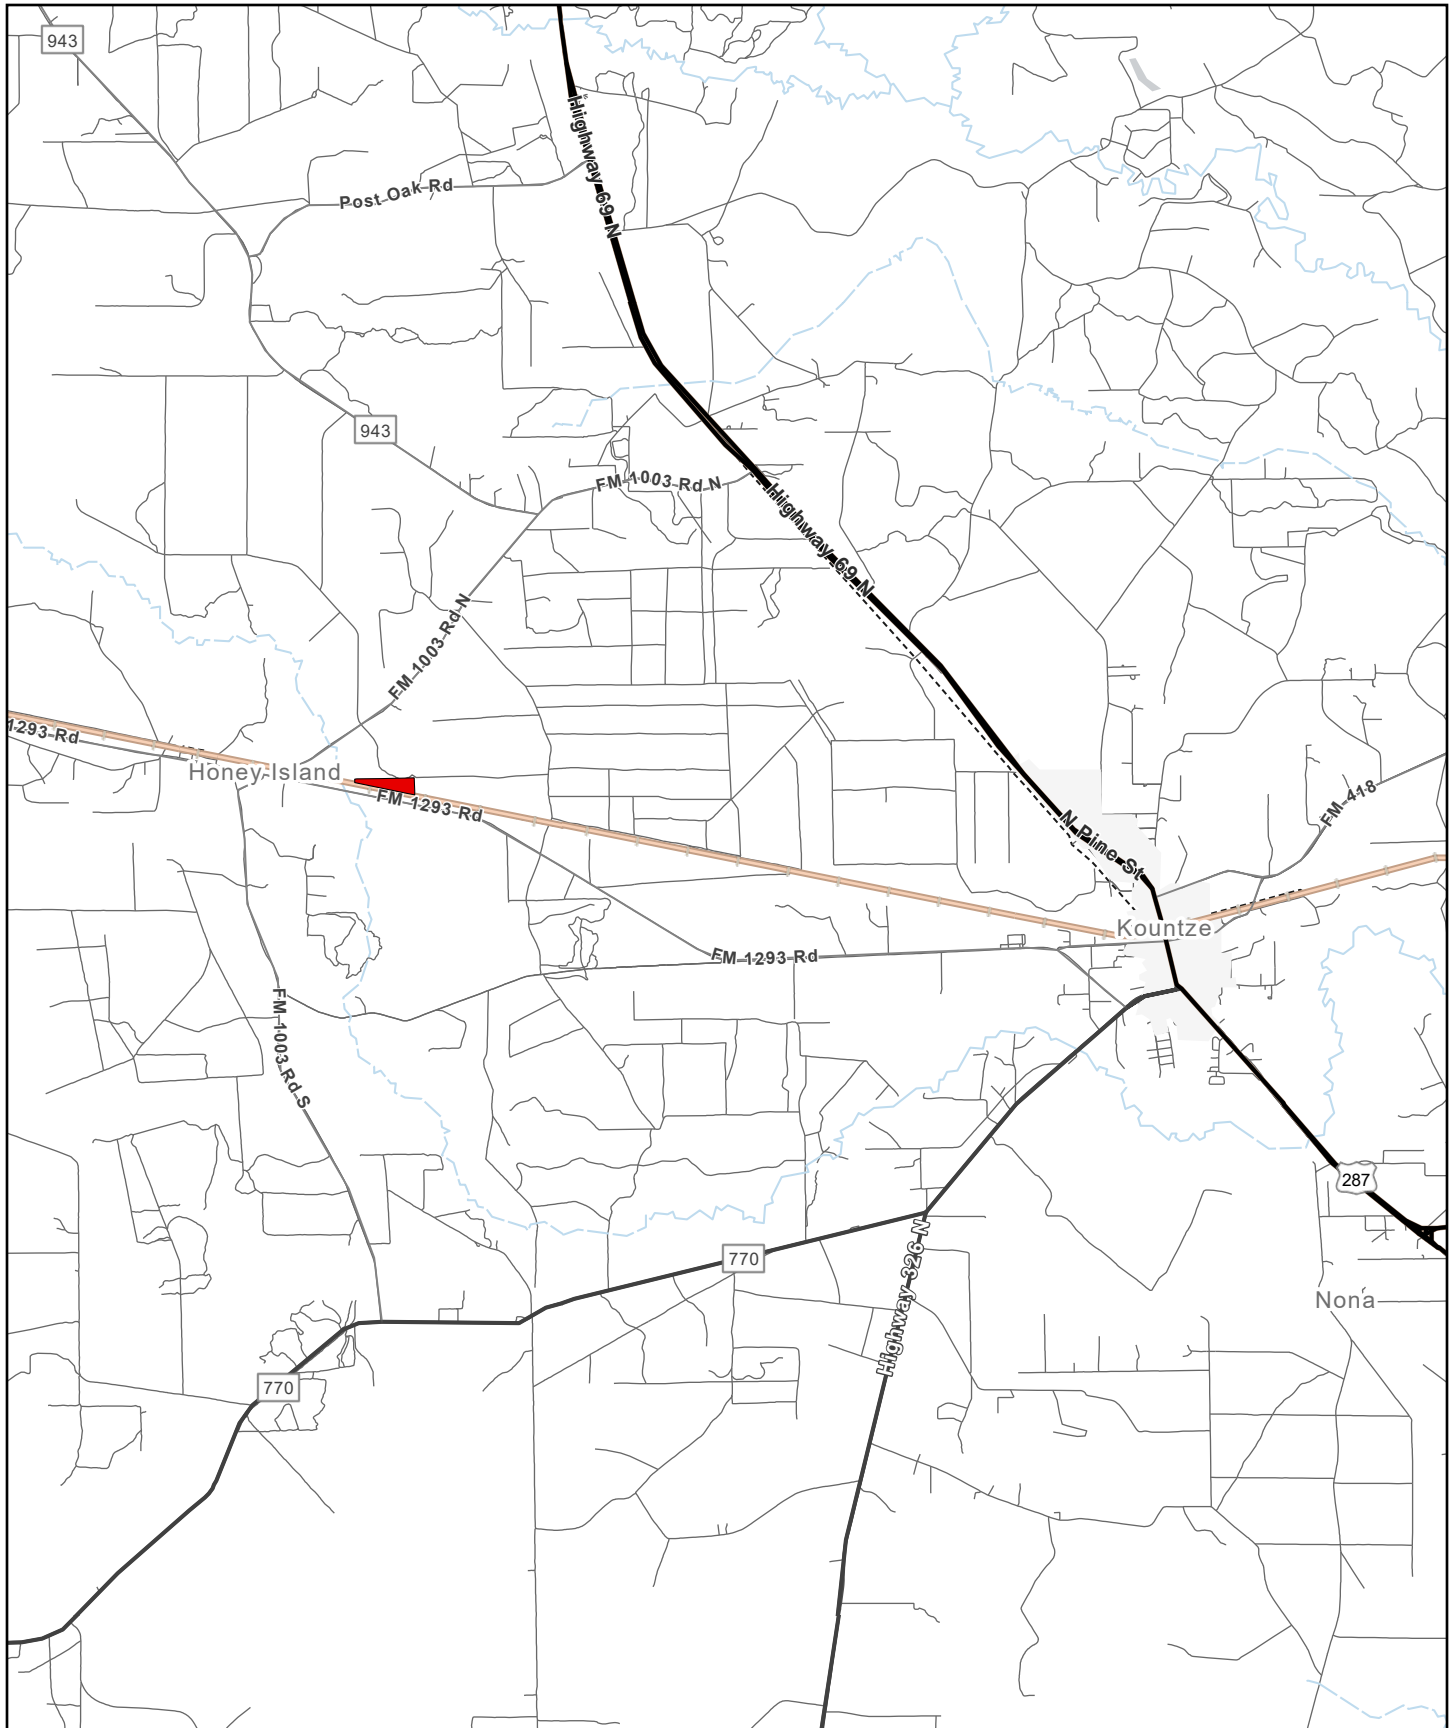 943
Highway 69 N
Post Oak Rd
943
FM 1003 Rd N
Highway 69 N
FM 1003 Rd N
1293 Rd
Honey Island
FM 1293 Rd
N Pine St
FM 418
Kountze
FM 1293 Rd
FM 1003 Rd S
287
770
Highway 326 N
Nona
770